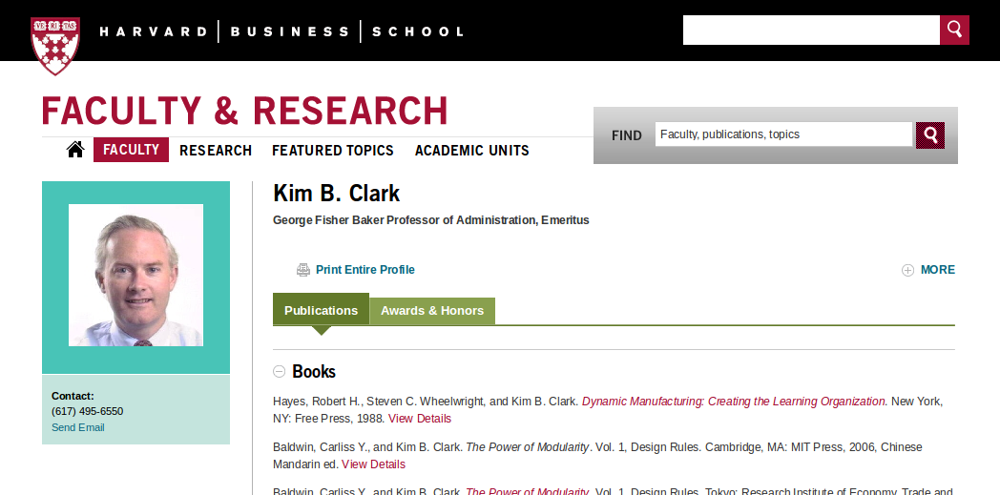 HARVARD | BUSINESS | SCHOOL
FACULTY & RESEARCH
FIND
Faculty, publications, topics
FACULTY RESEARCH FEATURED TOPICS ACADEMIC UNITS
Kim B. Clark
George Fisher Baker Professor of Administration, Emeritus
Print Entire Profile
MORE
Publications Awards & Honors
Books
Hayes, Robert H., Steven C. Wheelwright, and Kim B. Clark. Dynamic Manufacturing: Creating the Learning Organization. New York,
NY: Free Press, 1988. View Details
Baldwin, Carliss Y., and Kim B. Clark. The Power of Modularity. Vol. 1, Design Rules. Cambridge, MA: MIT Press, 2006, Chinese
Mandarin ed. View Details
Baldwin, Carliss Y., and Kim B. Clark. The Power of Modularity. Vol. 1, Design Rules. Tokyo: Research Institute of Economy, Trade and
Contact:
(617) 495-6550
Send Email